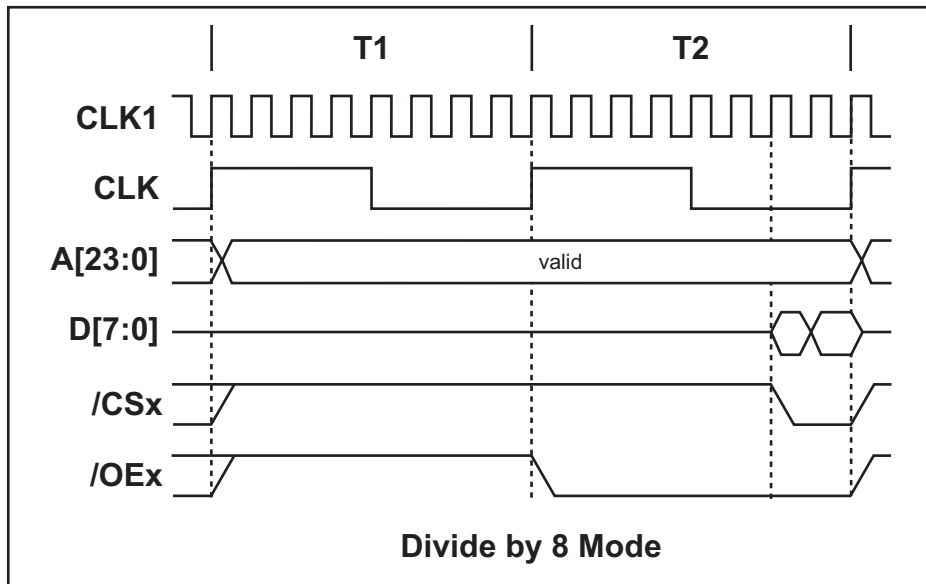 T1 T2
CLK1
CLK
A[23:0] valid
D[7:0]
/CSx
/OEx
Divide by 8 Mode